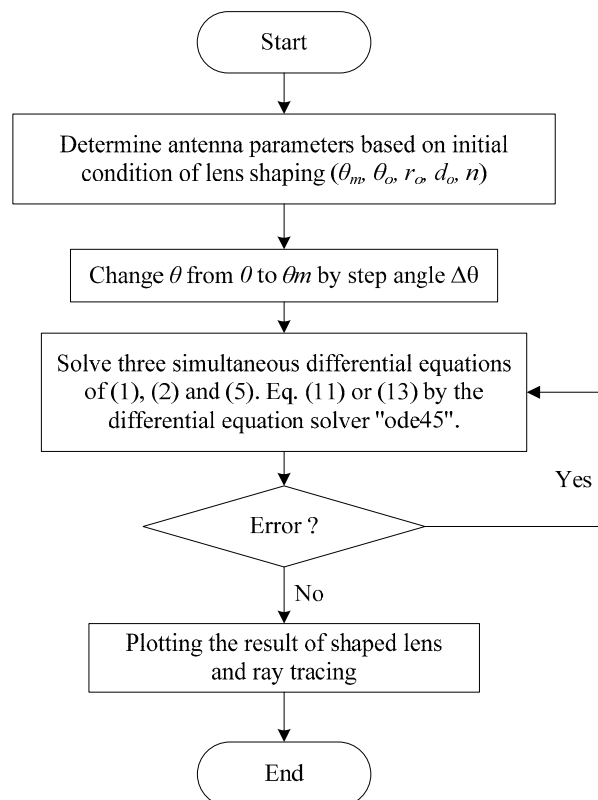 Start
Determine antenna parameters based on initial
condition of lens shaping (θm, θo, ro, do, n)
Change θ from 0 to θm by step angle Δθ
Solve three simultaneous differential equations
of (1), (2) and (5). Eq. (11) or (13) by the
differential equation solver "ode45".
Yes
Error ?
No
Plotting the result of shaped lens
and ray tracing
End